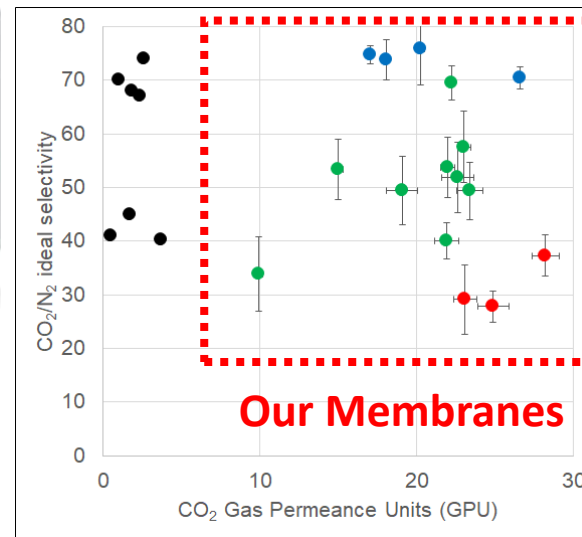 80
70
60
50
40
30
20
10
0
CO₂/N₂ ideal selectivity
Our Membranes
0 10 20 30
CO₂ Gas Permeance Units (GPU)